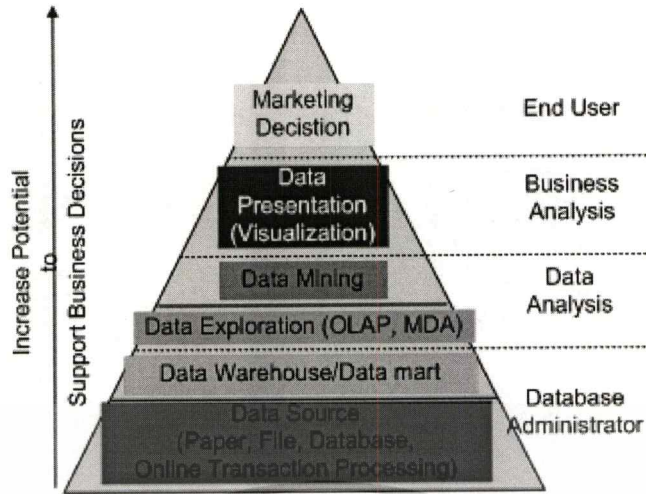 Marketing
Decistion
End User
Data
Presentation
(Visualization)
Business
Analysis
Data Mining
Data
Analysis
Data Exploration (OLAP, MDA)
Data Warehouse/Data mart
Data Source
(Paper, File, Database,
Online Transaction Processing)
Database
Administrator
Increase Potential
to
Support Business Decisions